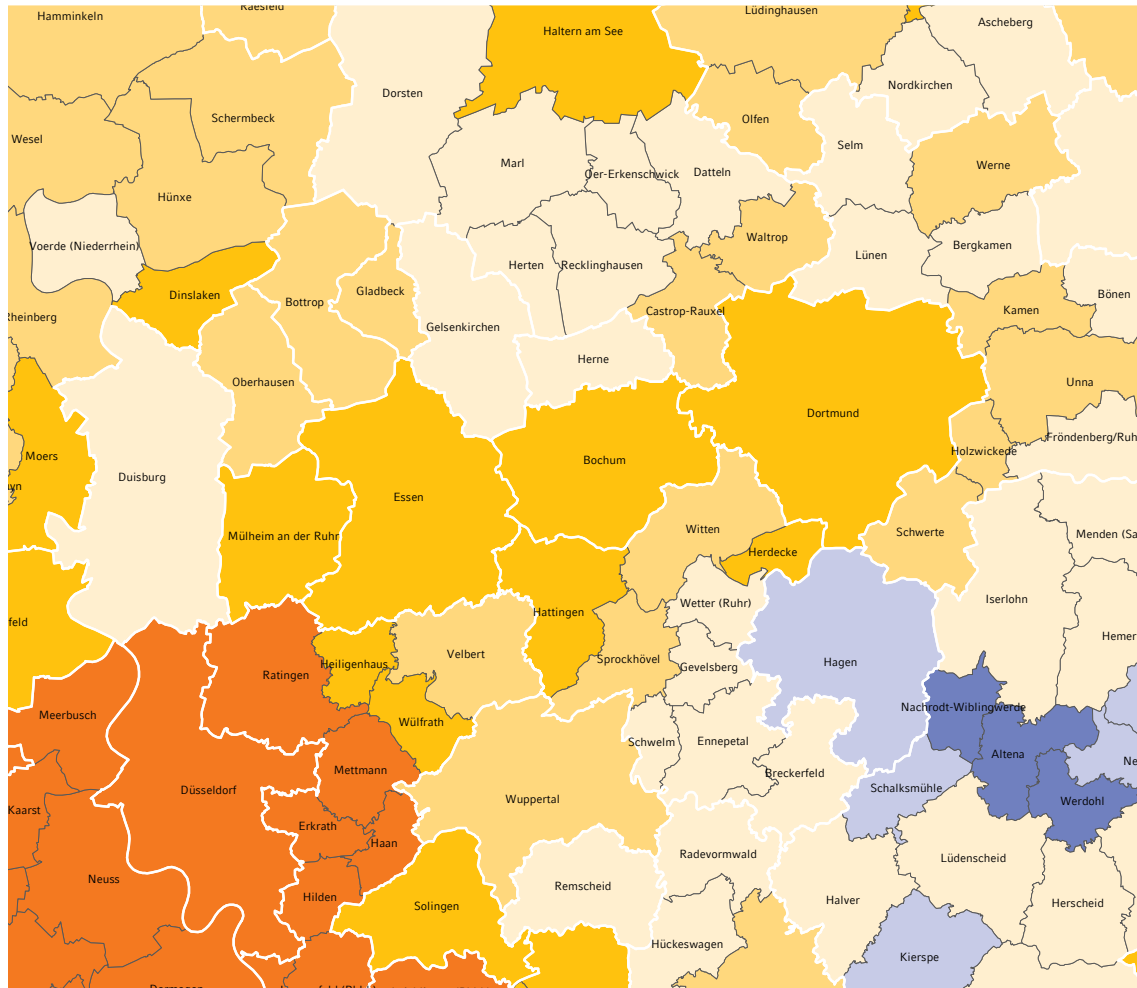 Raesfeld
Hamminkeln
Lüdinghausen
Ascheberg
Haltern am See
Dorsten
Nordkirchen
Schermbeck
Olfen
Wesel
Selm
Marl
Oer-Erkenschwick
Datteln
Werne
Hünxe
Waltrop
Voerde (Niederrhein)
Bergkamen
Lünen
Herten
Recklinghausen
Dinslaken
Gladbeck
Bönen
Bottrop
Castrop-Rauxel
Kamen
Rheinberg
Gelsenkirchen
Herne
Oberhausen
Unna
Dortmund
Fröndenberg/Ruh
Holzwickede
Moers
Bochum
Duisburg
yn
Essen
Witten
Schwerte
Menden (Sa
Mülheim an der Ruhr
Herdecke
Iserlohn
Wetter (Ruhr)
Hattingen
feld
Hemer
Velbert
Sprockhövel
Heiligenhaus
Hagen
Gevelsberg
Ratingen
Nachrodt-Wiblingwerde
Meerbusch
Wülfrath
Schwelm
Ennepetal
Altena
Ne
Mettmann
Breckerfeld
Schalksmühle
Düsseldorf
Wuppertal
Werdohl
Kaarst
Erkrath
Haan
Radevormwald
Lüdenscheid
Neuss
Remscheid
Hilden
Halver
Herscheid
Solingen
Hückeswagen
Kierspe